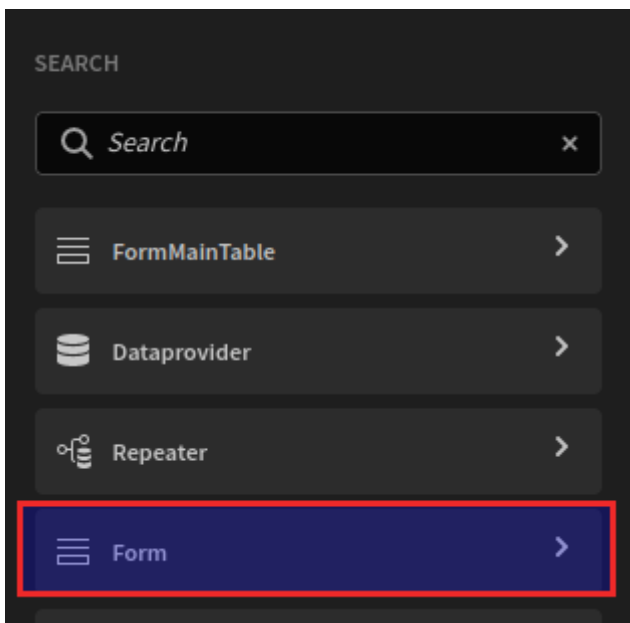 SEARCH
Search
FormMainTable
Dataprovider
Repeater
Form